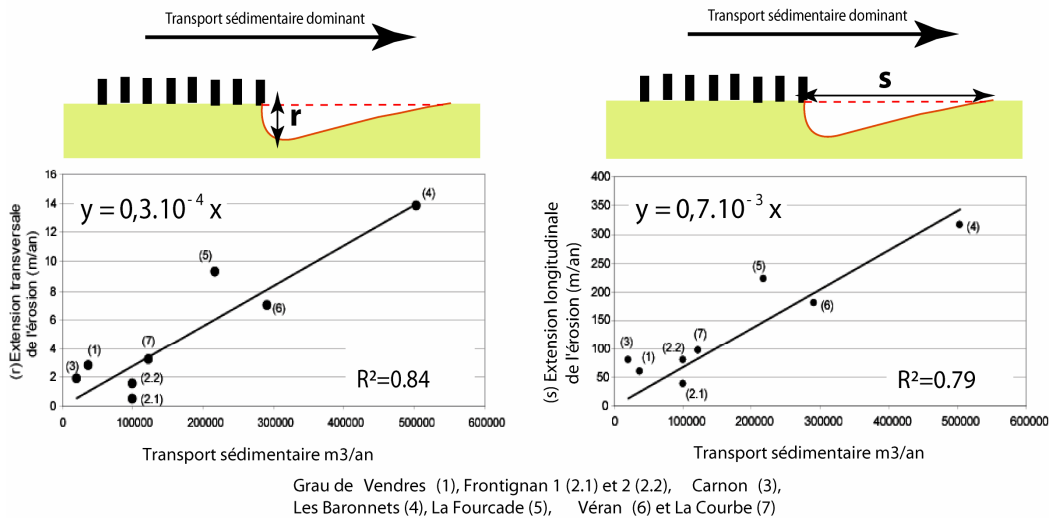 Transport sédimentaire dominant
r
(r)Extension transversale
de l'érosion (m/an)
16
14
12
10
8
6
4
2
0
y = 0,3.10⁻⁴ x
(4)
(5)
(6)
(7)
(1)
(3)
(2.2)
(2.1)
R²=0.84
0 100000 200000 300000 400000 500000 600000
Transport sédimentaire m3/an
Transport sédimentaire dominant
s
(s) Extension longitudinale
de l'érosion (m/an)
400
350
300
250
200
150
100
50
0
y = 0,7.10⁻³ x
(4)
(5)
(6)
(7)
(3)
(2.2)
(1)
(2.1)
R²=0.79
0 100000 200000 300000 400000 500000 600000
Transport sédimentaire m3/an
Grau de Vendres (1), Frontignan 1 (2.1) et 2 (2.2), Carnon (3),
Les Baronnets (4), La Fourcade (5), Véran (6) et La Courbe (7)